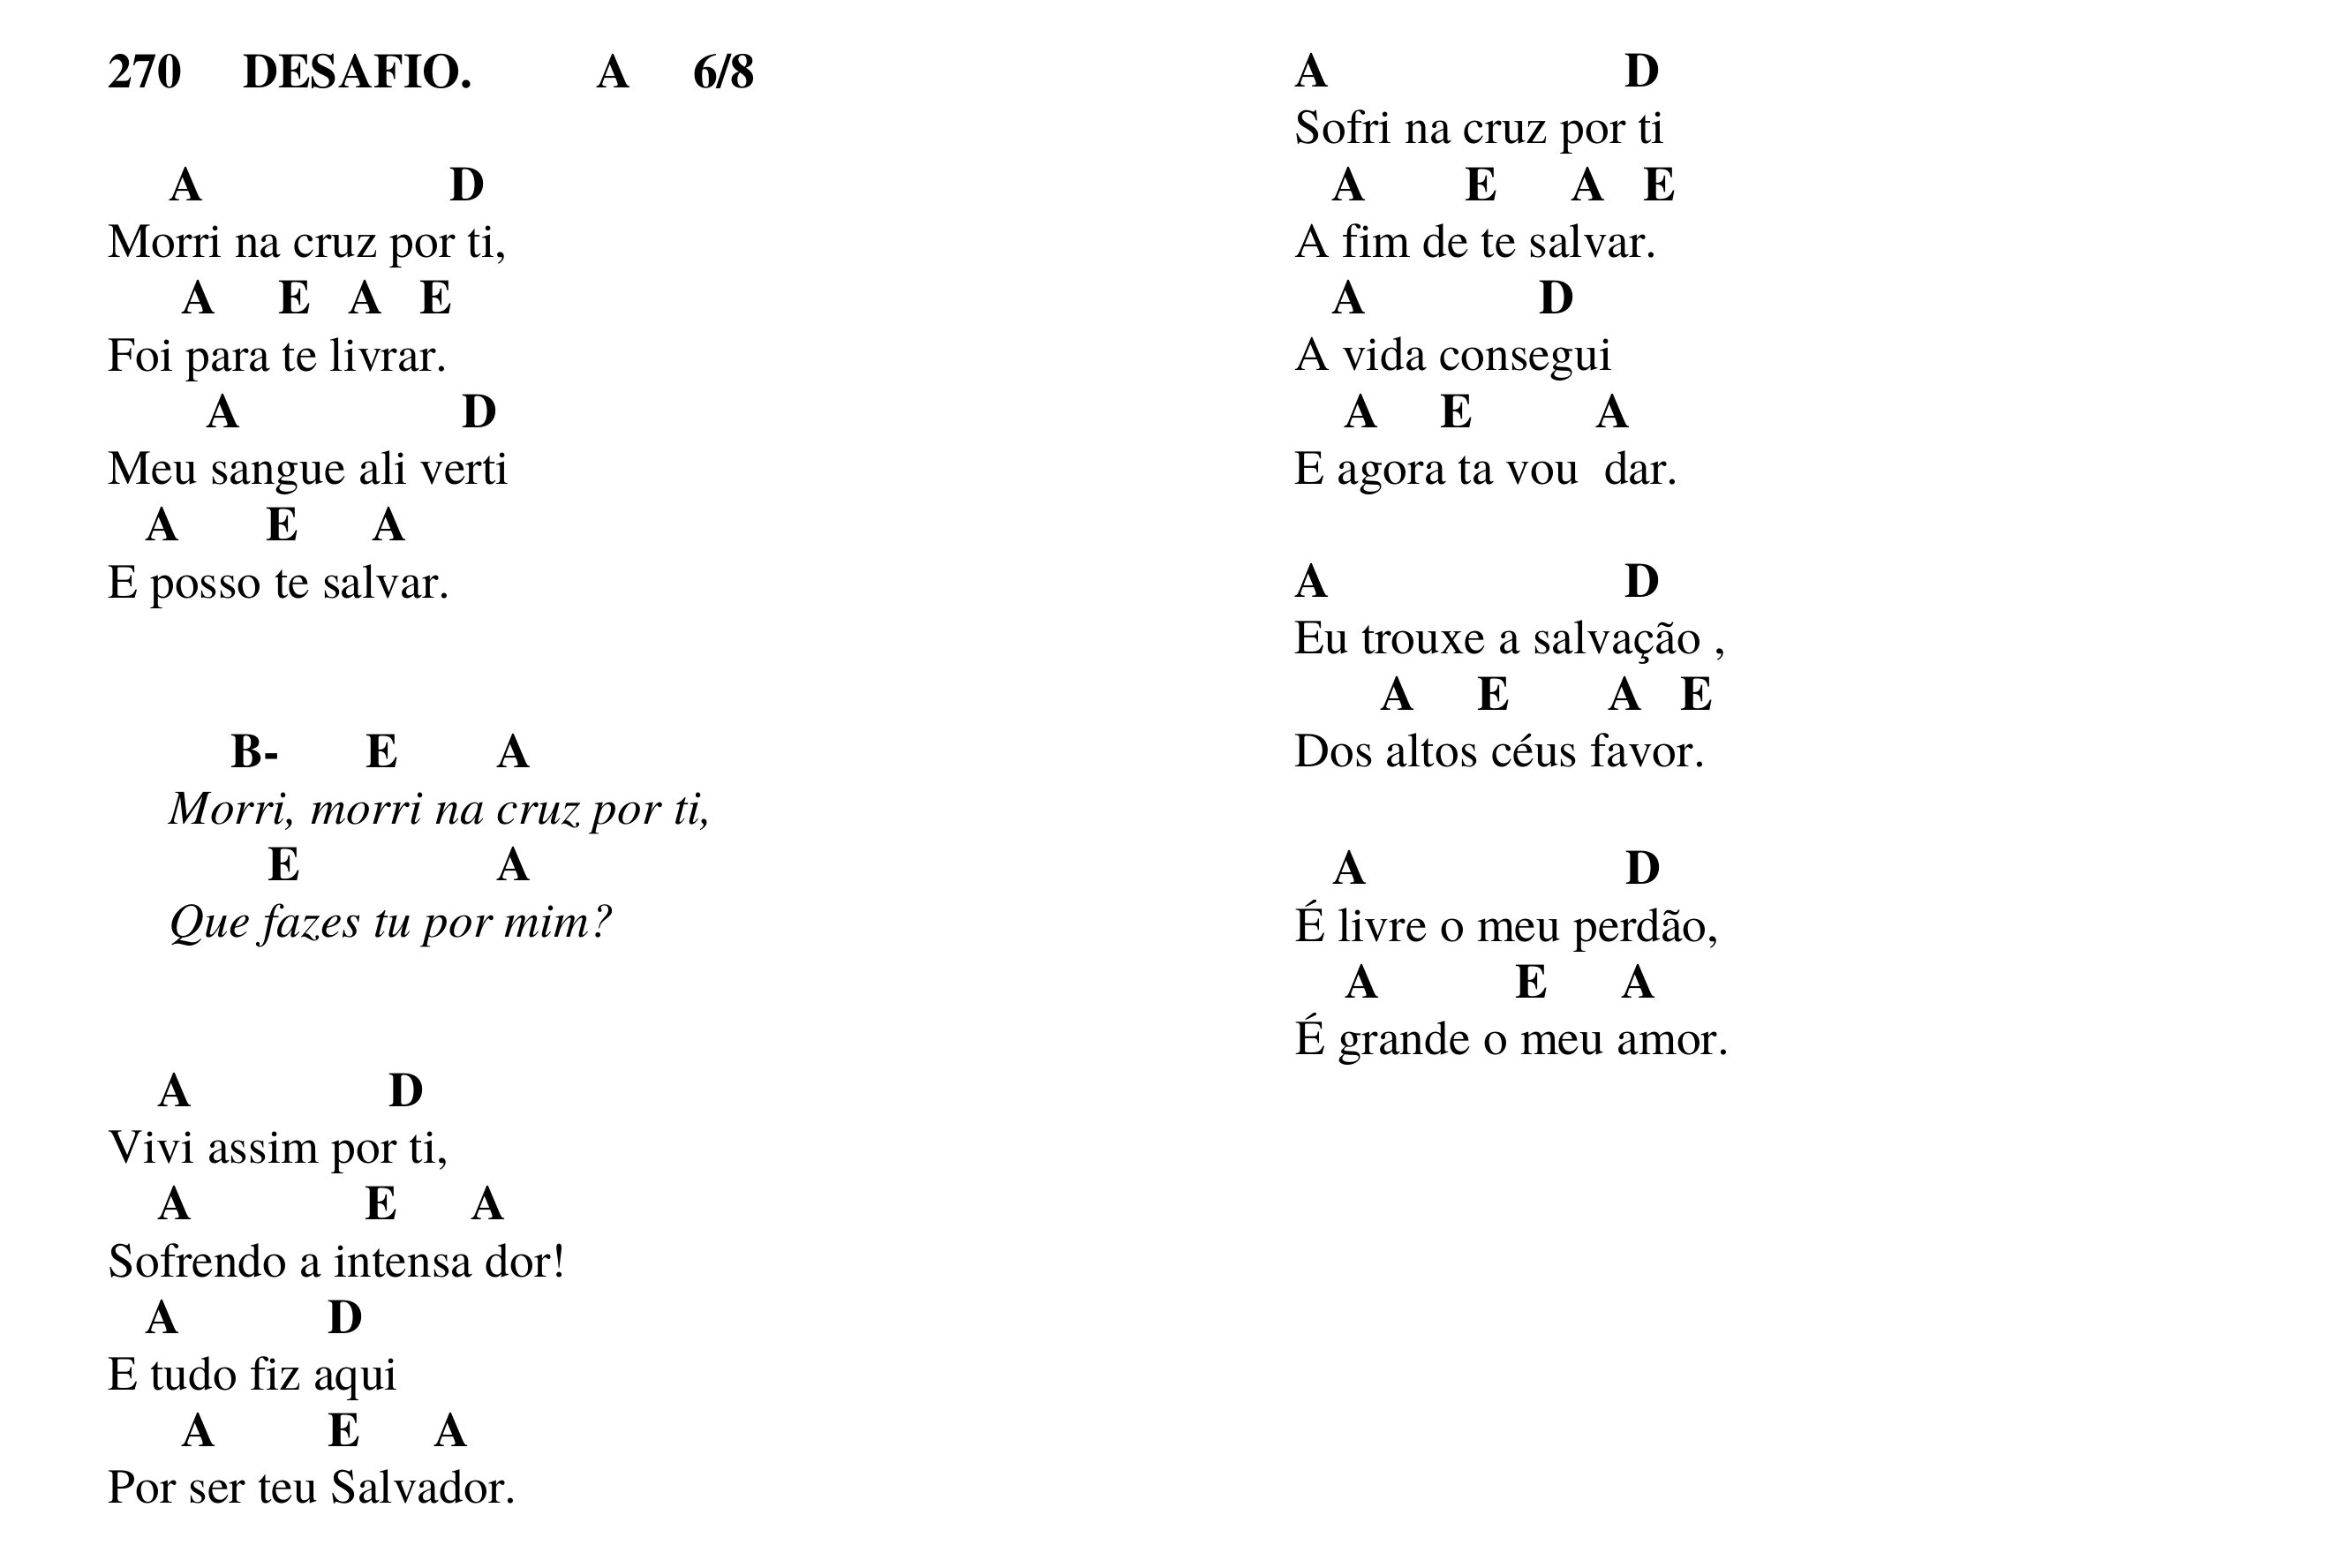 270 DESAFIO. A 6/8
A D
Morri na cruz por ti,
A E A E
Foi para te livrar.
A D
Meu sangue ali verti
A E A
E posso te salvar.
B- E A
Morri, morri na cruz por ti,
E A
Que fazes tu por mim?
A D
Vivi assim por ti,
A E A
Sofrendo a intensa dor!
A D
E tudo fiz aqui
A E A
Por ser teu Salvador.
A D
Sofri na cruz por ti
A E A E
A fim de te salvar.
A D
A vida consegui
A E A
E agora ta vou dar.
A D
Eu trouxe a salvação ,
A E A E
Dos altos céus favor.
A D
É livre o meu perdão,
A E A
É grande o meu amor.